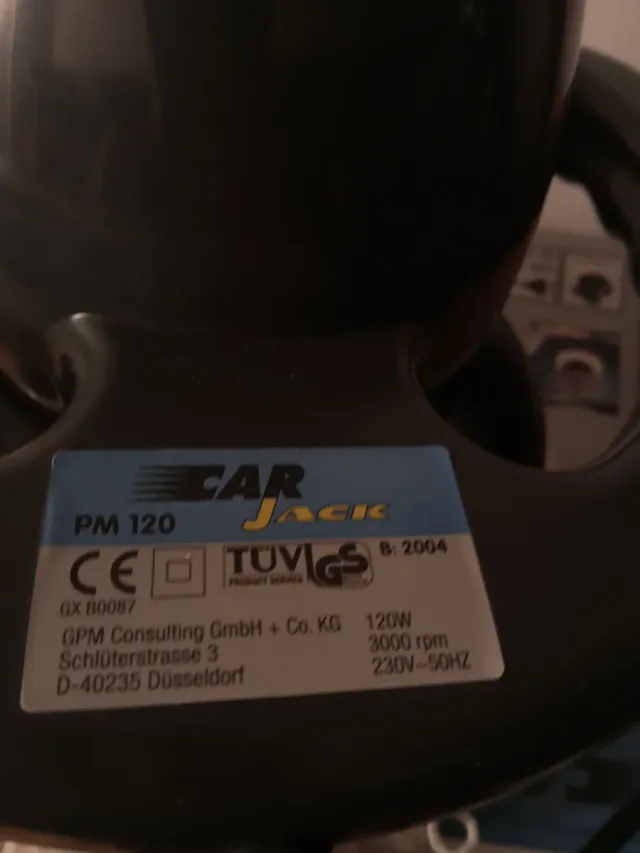 CAR
JACK
PM 120
CE TÜV GS B: 2004
PRODUCT SERVICE
GX B0087
GPM Consulting GmbH + Co. KG 120W
Schlüterstrasse 3 3000 rpm
D-40235 Düsseldorf 230V~50HZ